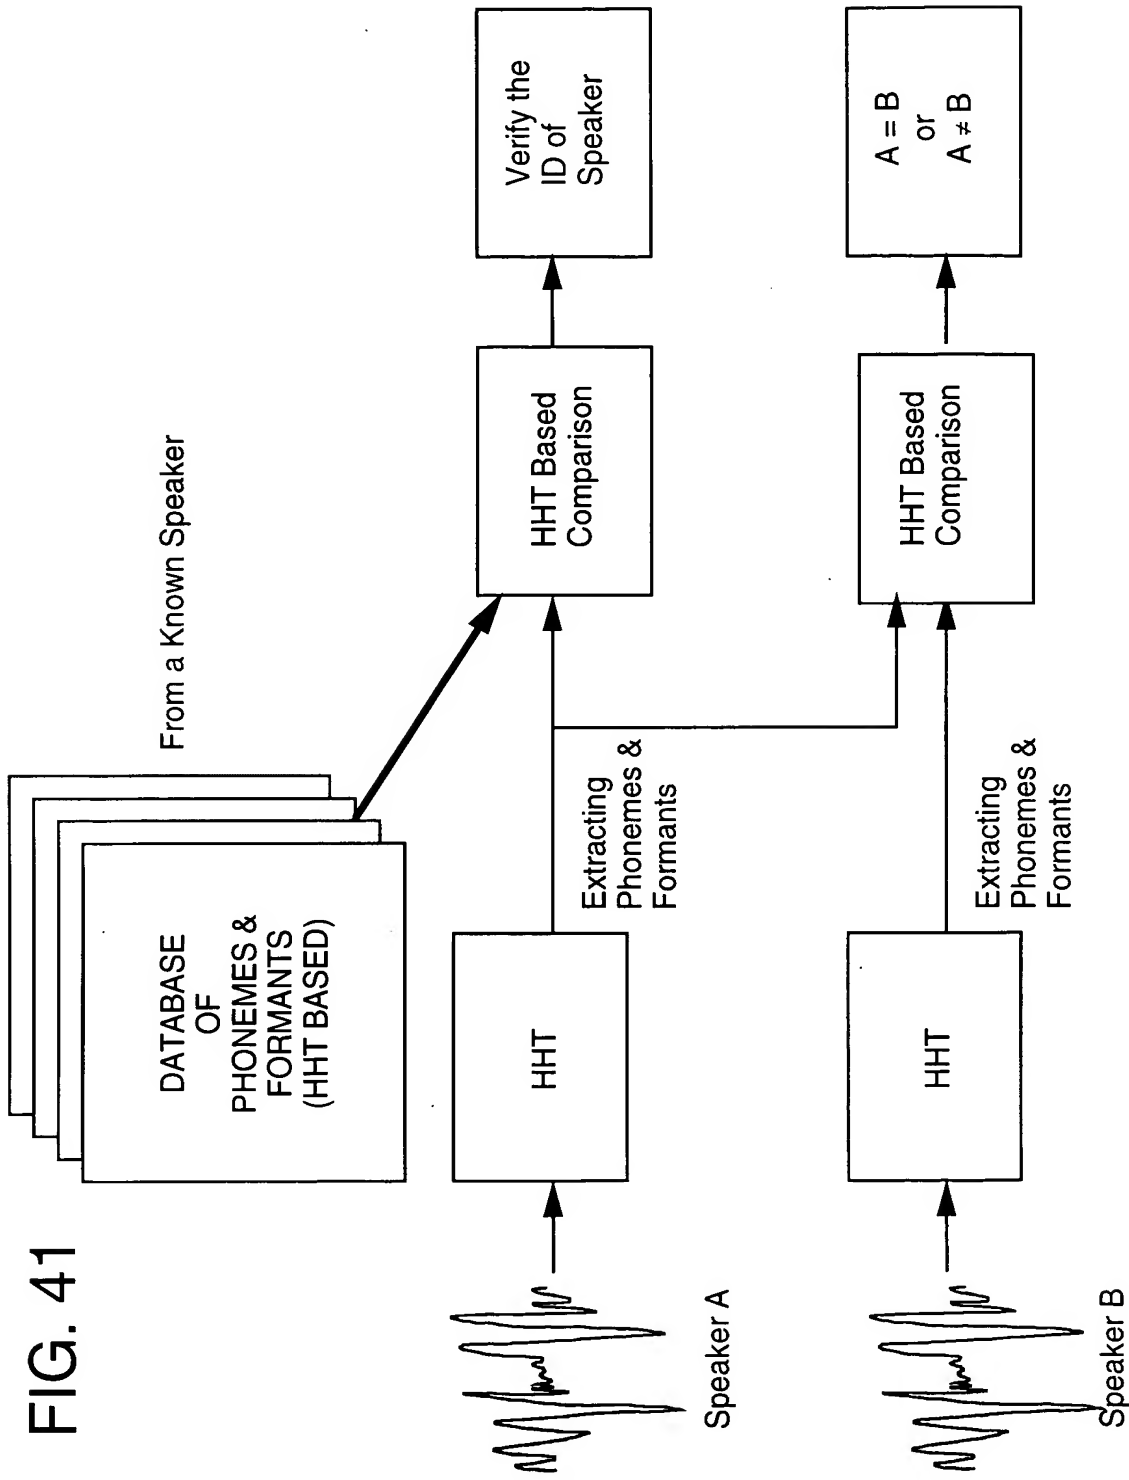 FIG. 41
DATABASE
OF
PHONEMES &
FORMANTS
(HHT BASED)
From a Known Speaker
Speaker A
HHT
Extracting
Phonemes &
Formants
HHT Based
Comparison
Verify the
ID of
Speaker
Speaker B
HHT
Extracting
Phonemes &
Formants
HHT Based
Comparison
A = B
or
A ≠ B